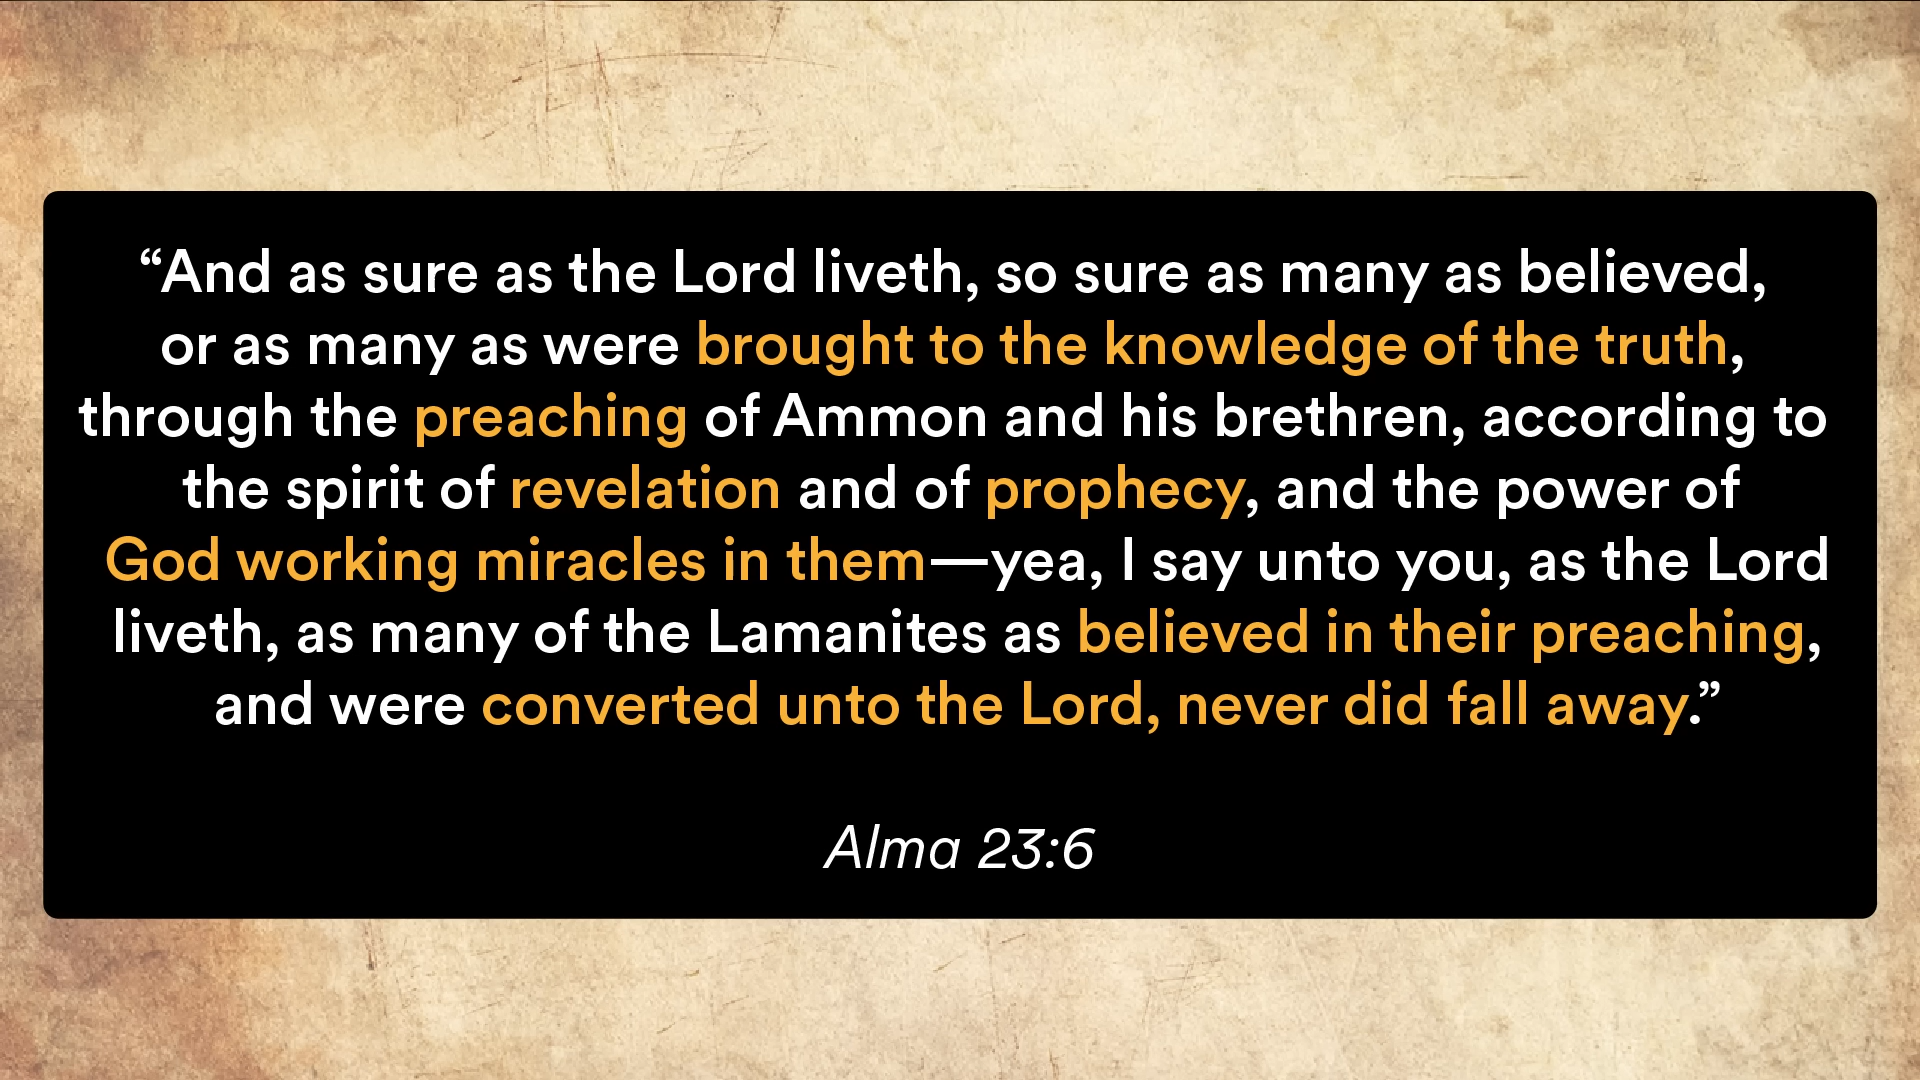 “And as sure as the Lord liveth, so sure as many as believed,
or as many as were brought to the knowledge of the truth,
through the preaching of Ammon and his brethren, according to
the spirit of revelation and of prophecy, and the power of
God working miracles in them—yea, I say unto you, as the Lord
liveth, as many of the Lamanites as believed in their preaching,
and were converted unto the Lord, never did fall away.”
Alma 23:6